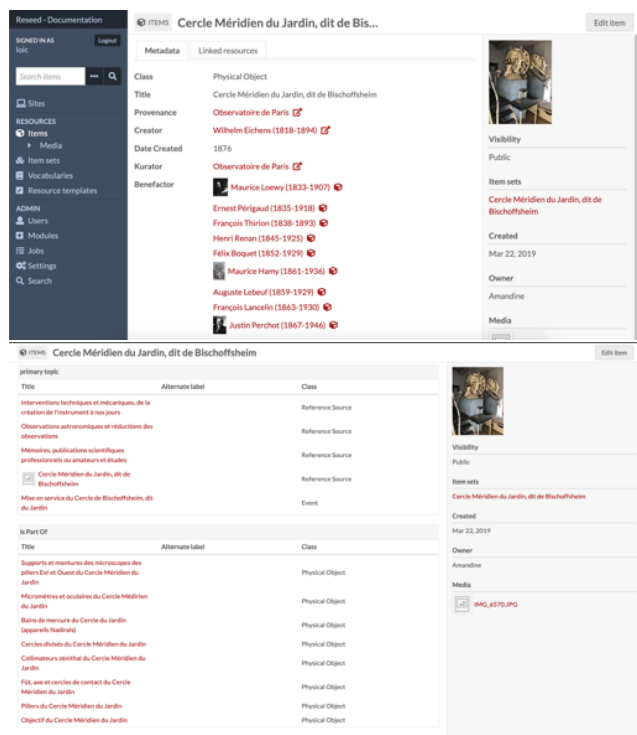 Reseed - Documentation
SIGNED IN AS
loic
Logout
Search items
•••
Sites
RESOURCES
Items
Media
Item sets
Vocabularies
Resource templates
ADMIN
Users
Modules
Jobs
Settings
Search
ITEMS Cercle Méridien du Jardin, dit de Bis...
Edit item
Metadata Linked resources
Class Physical Object
Title Cercle Méridien du Jardin, dit de Bischoffsheim
Provenance Observatoire de Paris
Creator Wilhelm Eichens (1818-1894)
Date Created 1876
Kurator Observatoire de Paris
Benefactor Maurice Loewy (1833-1907)
Ernest Périgaud (1835-1918)
François Thirion (1838-1893)
Henri Renan (1845-1925)
Félix Boquet (1852-1929)
Maurice Hamy (1861-1936)
Auguste Lebeuf (1859-1929)
François Lancelin (1863-1930)
Justin Perchot (1867-1946)
Visibility
Public
Item sets
Cercle Méridien du Jardin, dit de
Bischoffsheim
Created
Mar 22, 2019
Owner
Amandine
Media
ITEMS Cercle Méridien du Jardin, dit de Bischoffsheim
Edit item
primary topic
Title Alternate label Class
Interventions techniques et mécaniques, de la
création de l'instrument à nos jours
Reference Source
Observations astronomiques et réductions des
observations
Reference Source
Mémoires, publications scientifiques
professionnels ou amateurs et études
Reference Source
Cercle Méridien du Jardin, dit de
Bischoffsheim
Reference Source
Mise en service du Cercle de Bischoffsheim, dit
du Jardin
Event
Is Part Of
Title Alternate label Class
Supports et montures des microscopes des
piliers Est et Ouest du Cercle Méridien du
Jardin
Physical Object
Micromètres et oculaires du Cercle Médirien
du Jardin
Physical Object
Bains de mercure du Cercle du Jardin
(appareils Nadirais)
Physical Object
Cercles divisés du Cercle Méridien du Jardin Physical Object
Collimateurs zénithal du Cercle Méridien du
Jardin
Physical Object
Fût, axe et cercles de contact du Cercle
Méridien du Jardin
Physical Object
Piliers du Cercle Méridien du Jardin Physical Object
Objectif du Cercle Méridien du Jardin Physical Object
Visibility
Public
Item sets
Cercle Méridien du Jardin, dit de Bischoffsheim
Created
Mar 22, 2019
Owner
Amandine
Media
IMG_6570.JPG